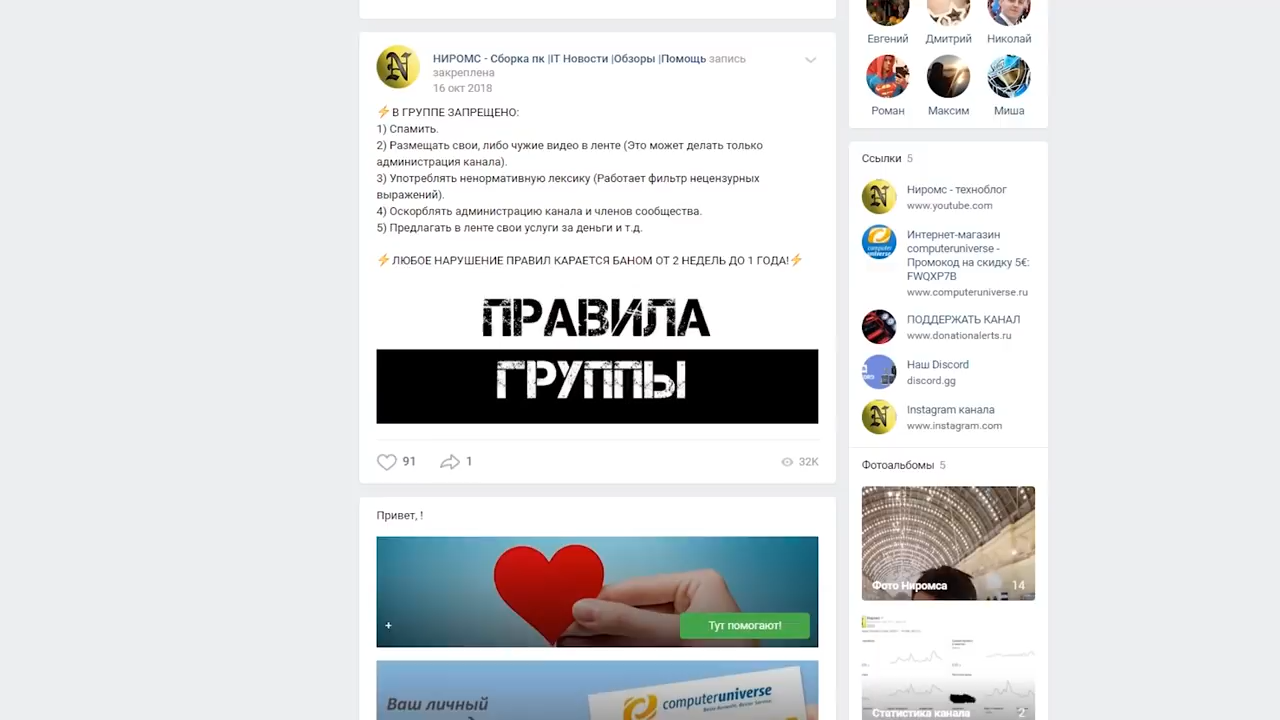 НИРОМС - Сборка пк |IT Новости |Обзоры |Помощь запись
закреплена
16 окт 2018
⚡В ГРУППЕ ЗАПРЕЩЕНО:
1) Спамить.
2) Размещать свои, либо чужие видео в ленте (Это может делать только
администрация канала).
3) Употреблять ненормативную лексику (Работает фильтр нецензурных
выражений).
4) Оскорблять администрацию канала и членов сообщества.
5) Предлагать в ленте свои услуги за деньги и т.д.
⚡ЛЮБОЕ НАРУШЕНИЕ ПРАВИЛ КАРАЕТСЯ БАНОМ ОТ 2 НЕДЕЛЬ ДО 1 ГОДА!⚡
ПРАВИЛА
ГРУППЫ
91 1 32K
Привет, !
+ Тут помогают!
Ваш личный
computeruniverse
Евгений Дмитрий Николай
Роман Максим Миша
Ссылки 5
Ниромс - техноблог
www.youtube.com
Интернет-магазин
computeruniverse -
Промокод на скидку 5€:
FWQXP7B
www.computeruniverse.ru
ПОДДЕРЖАТЬ КАНАЛ
www.donationalerts.ru
Наш Discord
discord.gg
Instagram канала
www.instagram.com
Фотоальбомы 5
Фото Ниромса 14
Статистика канала 2